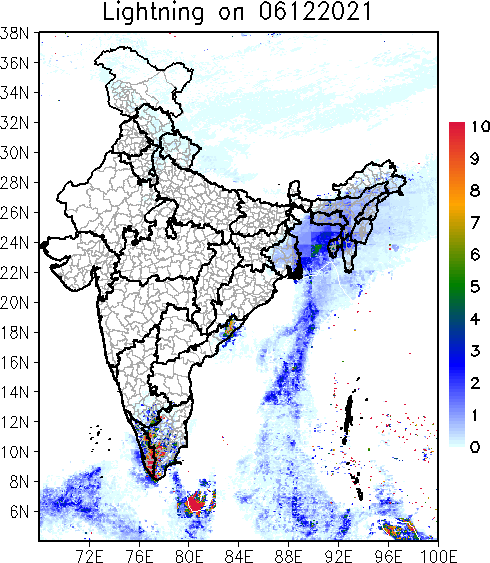 Lightning on 06122021
38N
36N
34N
32N
30N
28N
26N
24N
22N
20N
18N
16N
14N
12N
10N
8N
6N
10
9
8
7
6
5
4
3
2
1
0
72E 76E 80E 84E 88E 92E 96E 100E